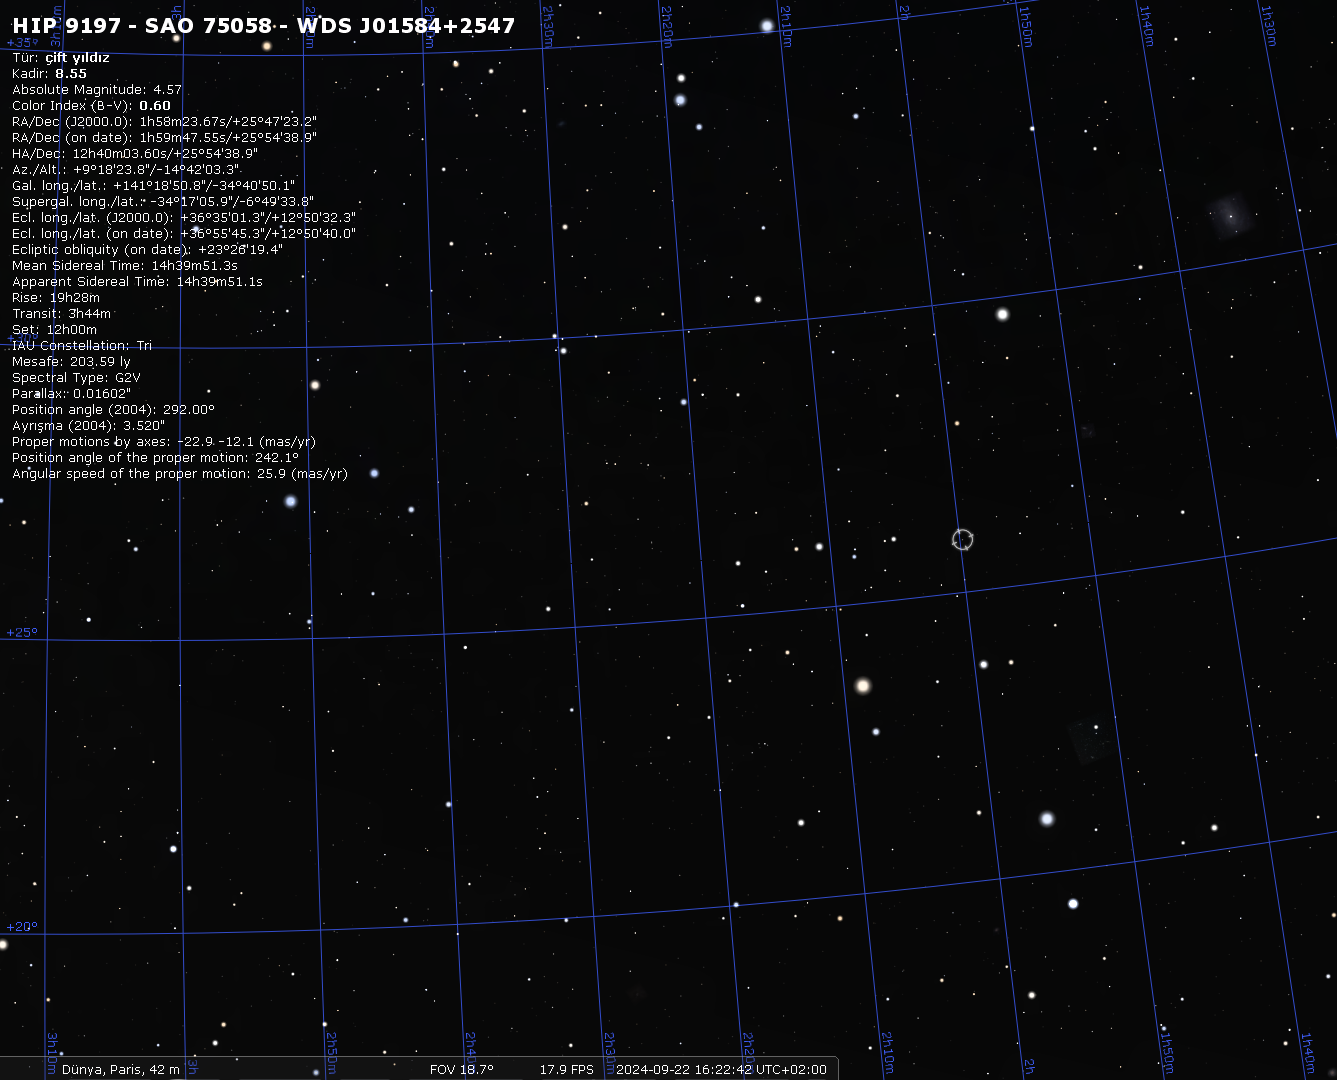 HIP 9197 - SAO 75058 - WDS J01584+2547
Tür: çift yıldız
Kadir: 8.55
Absolute Magnitude: 4.57
Color Index (B-V): 0.60
RA/Dec (J2000.0): 1h58m23.67s/+25°47'23.2"
RA/Dec (on date): 1h59m47.55s/+25°54'38.9"
HA/Dec: 12h40m03.60s/+25°54'38.9"
Az./Alt.: +9°18'23.8"/-14°42'03.3"
Gal. long./lat.: +141°18'50.8"/-34°40'50.1"
Supergal. long./lat.: -34°17'05.9"/-6°49'33.8"
Ecl. long./lat. (J2000.0): +36°35'01.3"/+12°50'32.3"
Ecl. long./lat. (on date): +36°55'45.3"/+12°50'40.0"
Ecliptic obliquity (on date): +23°26'19.4"
Mean Sidereal Time: 14h39m51.3s
Apparent Sidereal Time: 14h39m51.1s
Rise: 19h28m
Transit: 3h44m
Set: 12h00m
IAU Constellation: Tri
Mesafe: 203.59 ly
Spectral Type: G2V
Parallax: 0.01602"
Position angle (2004): 292.00°
Ayrışma (2004): 3.520"
Proper motions by axes: -22.9 -12.1 (mas/yr)
Position angle of the proper motion: 242.1°
Angular speed of the proper motion: 25.9 (mas/yr)
2h30m
2h20m
2h10m
2h
1h50m
1h40m
1h30m
+35°
+30°
+25°
+20°
3h10m
3h
2h50m
2h40m
2h30m
2h20m
2h10m
2h
1h50m
1h40m
Dünya, Paris, 42 m
FOV 18.7°
17.9 FPS
2024-09-22 16:22:42 UTC+02:00